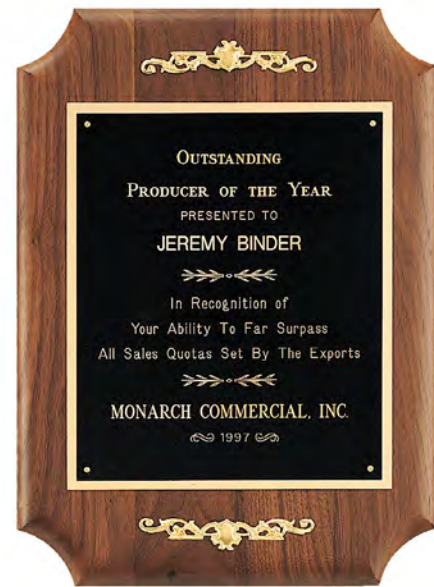 OUTSTANDING
PRODUCER OF THE YEAR
PRESENTED TO
JEREMY BINDER
In Recognition of
Your Ability To Far Surpass
All Sales Quotas Set By The Exports
MONARCH COMMERCIAL, INC.
1997